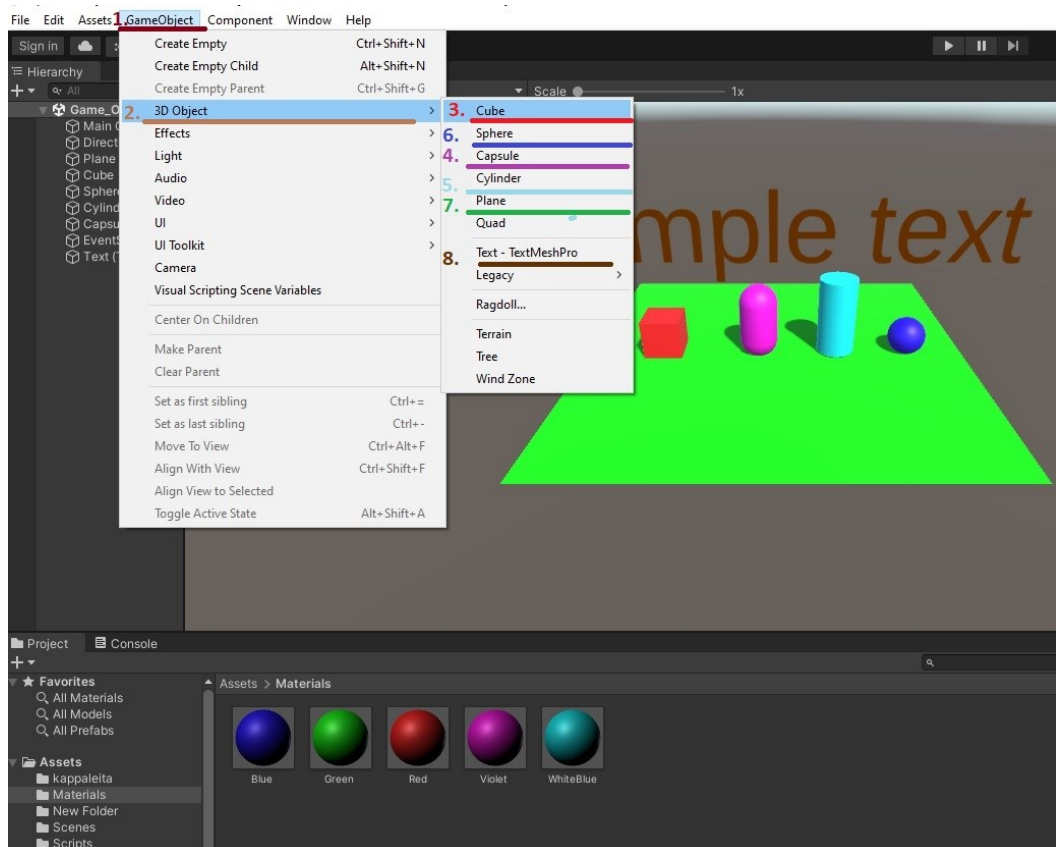 File Edit Assets 1. GameObject Component Window Help
Sign in
Hierarchy
All
Scale 1x
Game_O
Main
Direct
Plane
Cube
Spher
Cylind
Capsu
Event
Text (
Create Empty Ctrl+Shift+N
Create Empty Child Alt+Shift+N
Create Empty Parent Ctrl+Shift+G
2. 3D Object >
Effects >
Light >
Audio >
Video >
UI >
UI Toolkit >
Camera
Visual Scripting Scene Variables
Center On Children
Make Parent
Clear Parent
Set as first sibling Ctrl+=
Set as last sibling Ctrl+-
Move To View Ctrl+Alt+F
Align With View Ctrl+Shift+F
Align View to Selected
Toggle Active State Alt+Shift+A
3. Cube
6. Sphere
4. Capsule
5. Cylinder
7. Plane
Quad
8. Text - TextMeshPro
Legacy >
Ragdoll...
Terrain
Tree
Wind Zone
mple text
Project Console
Favorites
All Materials
All Models
All Prefabs
Assets
kappaleita
Materials
New Folder
Scenes
Scripts
Assets > Materials
Blue Green Red Violet WhiteBlue